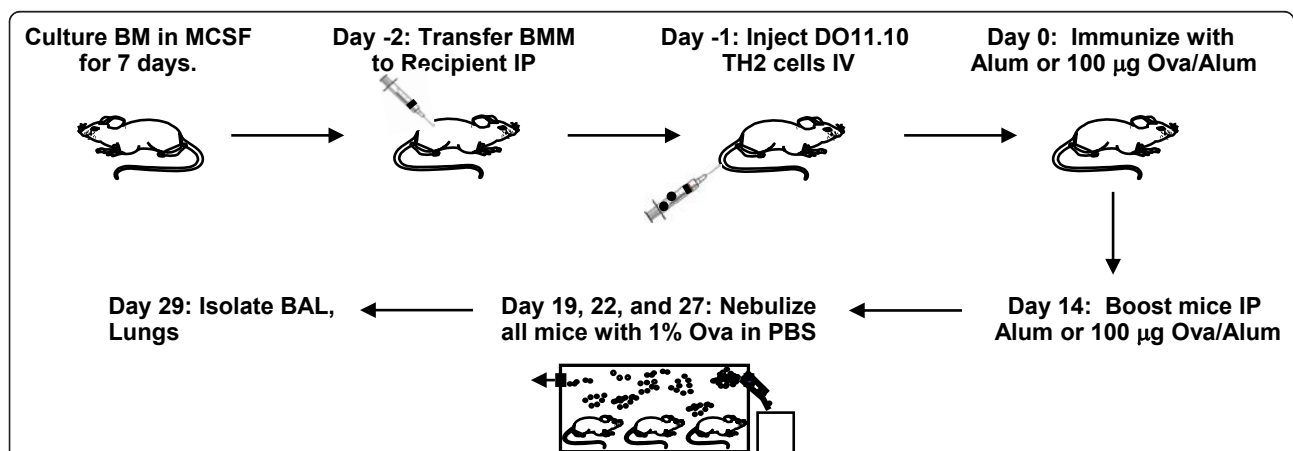 Culture BM in MCSF
for 7 days.
Day -2: Transfer BMM
to Recipient IP
Day -1: Inject DO11.10
TH2 cells IV
Day 0: Immunize with
Alum or 100 μg Ova/Alum
Day 29: Isolate BAL,
Lungs
Day 19, 22, and 27: Nebulize
all mice with 1% Ova in PBS
Day 14: Boost mice IP
Alum or 100 μg Ova/Alum